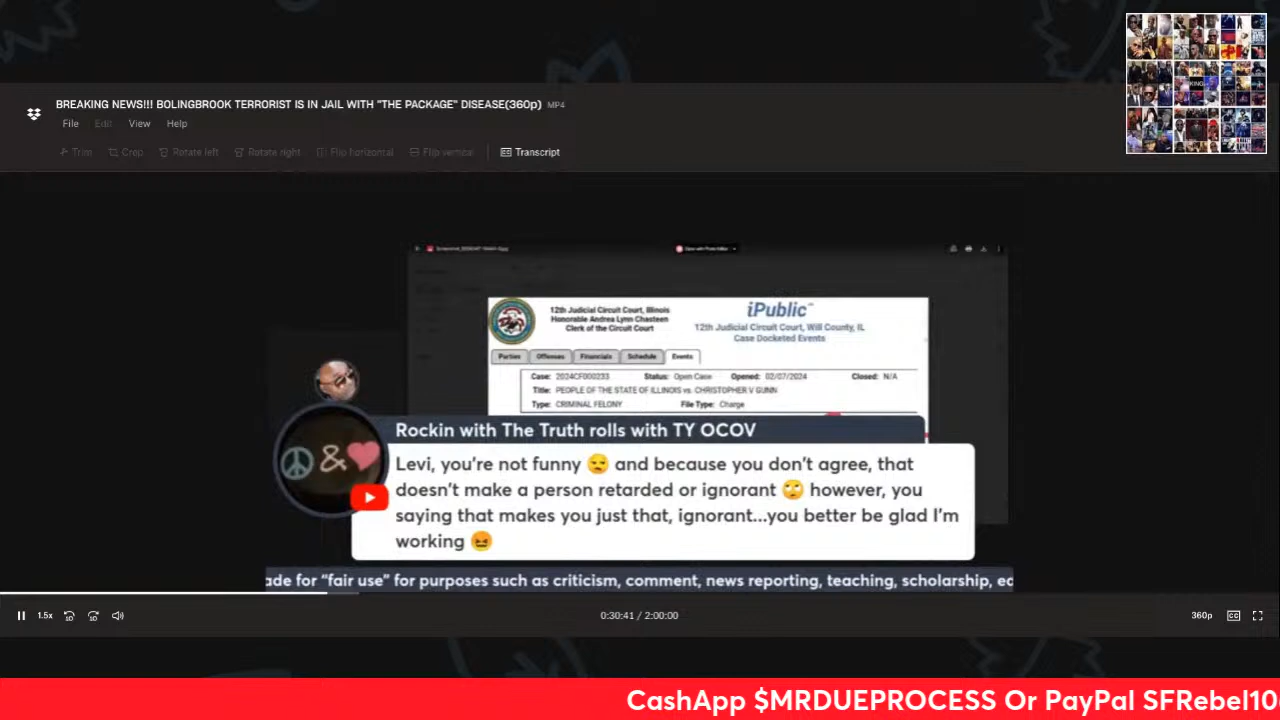 BREAKING NEWS!!! BOLINGBROOK TERRORIST IS IN JAIL WITH "THE PACKAGE" DISEASE(360p) MP4
File Edit View Help
Trim Crop Rotate left Rotate right Flip horizontal Flip vertical Transcript
12th Judicial Circuit Court, Illinois
Honorable Andrea Lynn Chasteen
Clerk of the Circuit Court
iPublic™
12th Judicial Circuit Court, Will County, IL
Case Docketed Events
Parties Offenses Financials Schedule Events
Case: 2024CF000233 Status: Open Case Opened: 02/07/2024 Closed: N/A
Title: PEOPLE OF THE STATE OF ILLINOIS vs. CHRISTOPHER V GUNN
Type: CRIMINAL FELONY File Type: Charge
Rockin with The Truth rolls with TY OCOV
&
Levi, you're not funny 😒 and because you don't agree, that
doesn't make a person retarded or ignorant 🙄 however, you
saying that makes you just that, ignorant...you better be glad I'm
working 😖
ade for “fair use” for purposes such as criticism, comment, news reporting, teaching, scholarship, ed
1.5x 10 10 0:30:41 / 2:00:00 360p CC
CashApp $MRDUEPROCESS Or PayPal SFRebel10